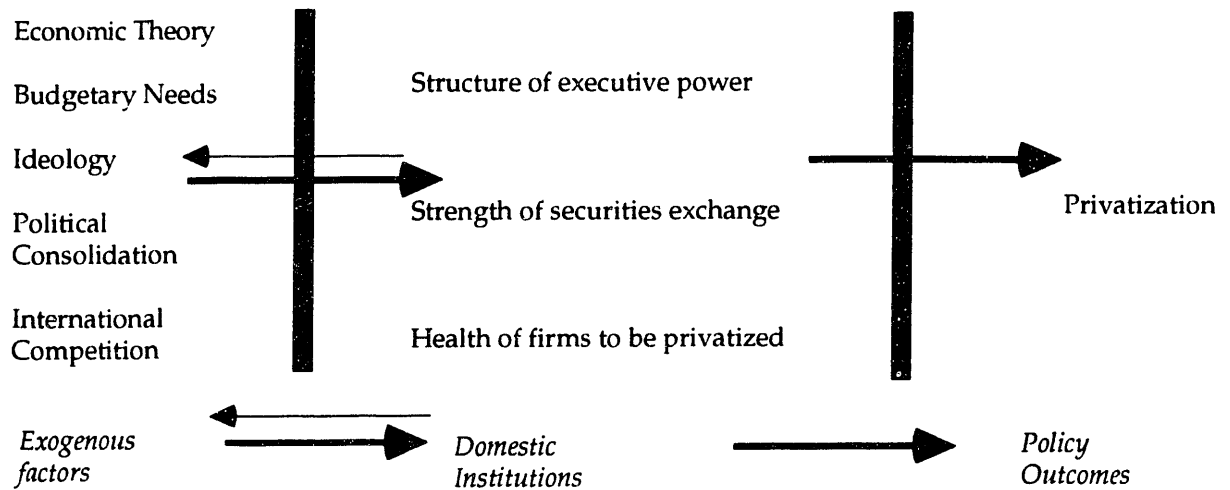 Economic Theory
Budgetary Needs
Ideology
Political
Consolidation
International
Competition
Structure of executive power
Strength of securities exchange
Health of firms to be privatized
Privatization
Exogenous
factors
Domestic
Institutions
Policy
Outcomes